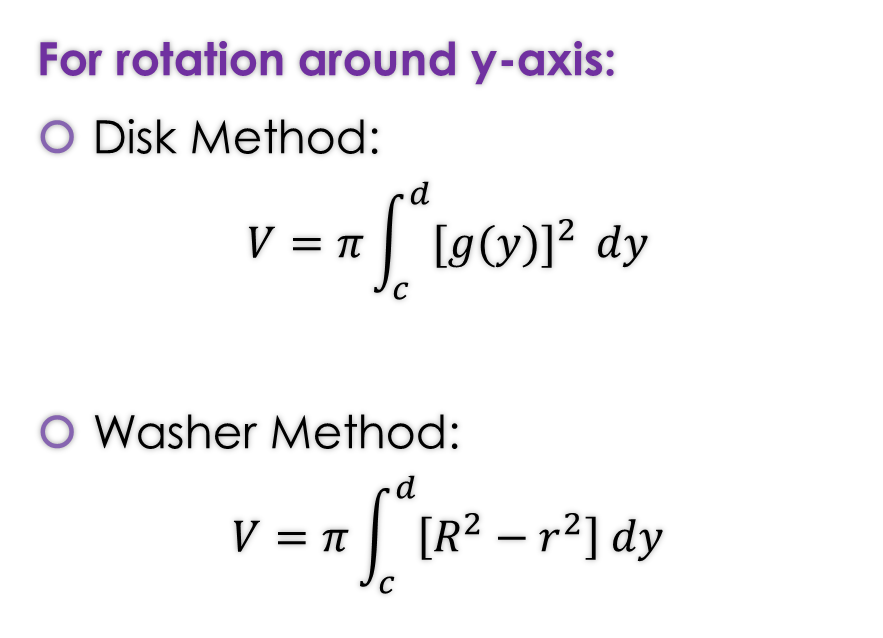 For rotation around y-axis:
Disk Method:
V = π∫_c^d [g(y)]² dy
Washer Method:
V = π∫_c^d [R² − r²] dy